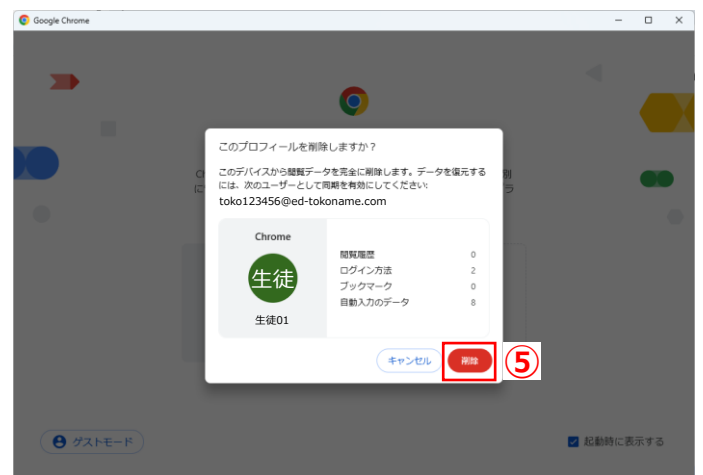 Google Chrome
このプロフィールを削除しますか？
このデバイスから閲覧データを完全に削除します。データを復元する
には、次のユーザーとして同期を有効にしてください:
toko123456@ed-tokoname.com
Chrome
生徒
生徒01
閲覧履歴 0
ログイン方法 2
ブックマーク 0
自動入力のデータ 8
キャンセル
削除
⑤
ゲストモード
起動時に表示する